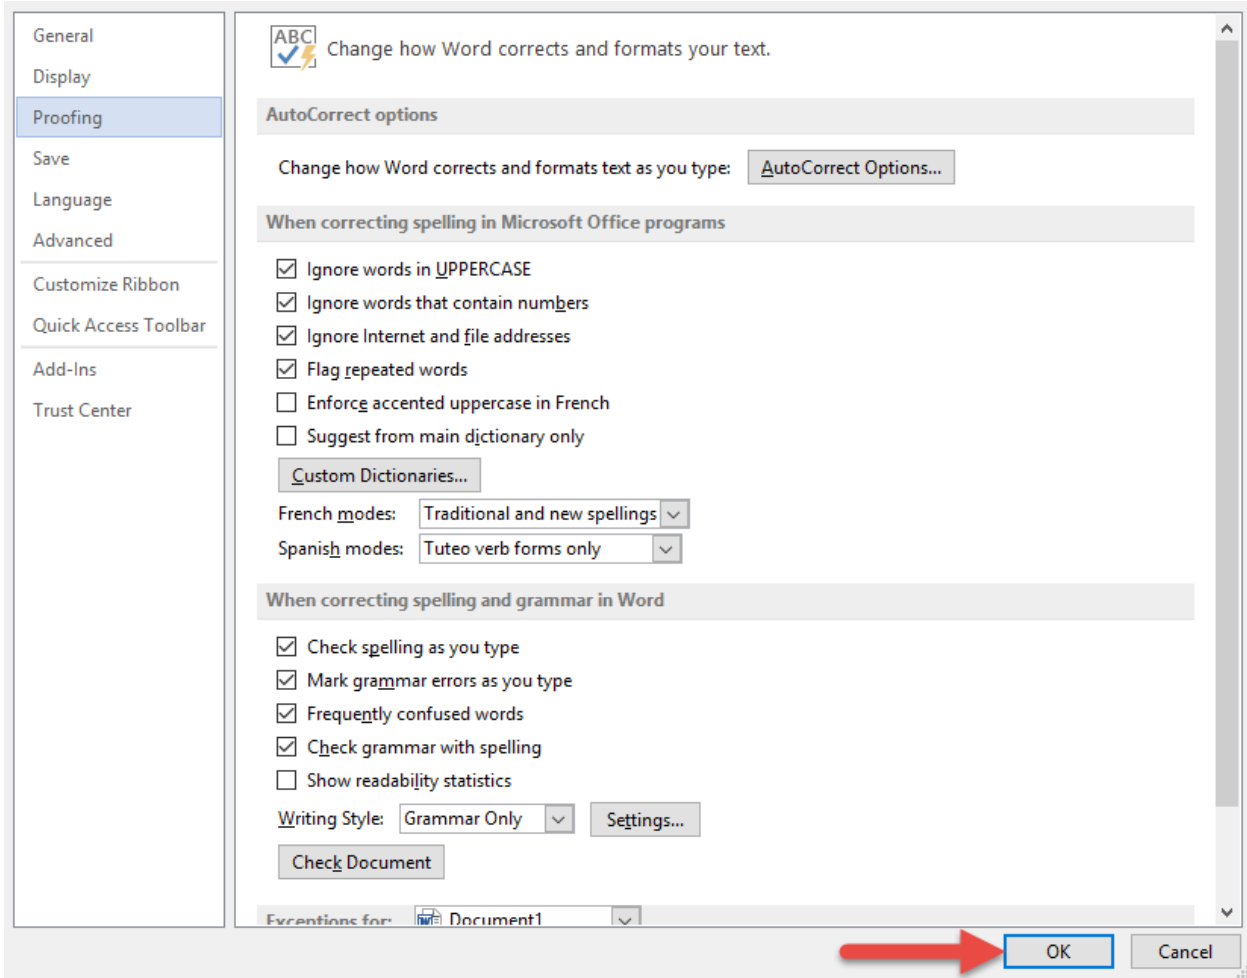 General
Display
Proofing
Save
Language
Advanced
Customize Ribbon
Quick Access Toolbar
Add-Ins
Trust Center
ABC
Change how Word corrects and formats your text.
AutoCorrect options
Change how Word corrects and formats text as you type: AutoCorrect Options...
When correcting spelling in Microsoft Office programs
Ignore words in UPPERCASE
Ignore words that contain numbers
Ignore Internet and file addresses
Flag repeated words
Enforce accented uppercase in French
Suggest from main dictionary only
Custom Dictionaries...
French modes: Traditional and new spellings
Spanish modes: Tuteo verb forms only
When correcting spelling and grammar in Word
Check spelling as you type
Mark grammar errors as you type
Frequently confused words
Check grammar with spelling
Show readability statistics
Writing Style: Grammar Only Settings...
Check Document
Exceptions for: Document1
OK Cancel